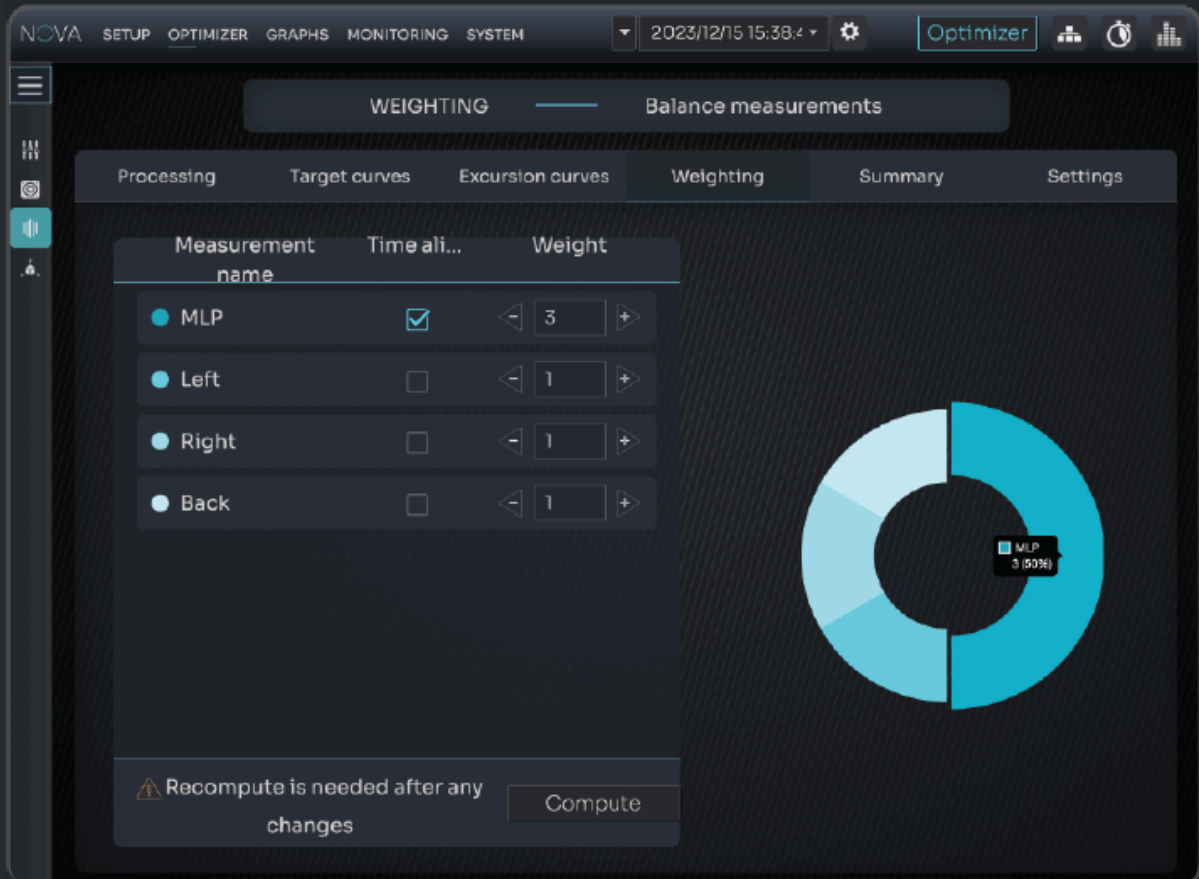 NOVA SETUP OPTIMIZER GRAPHS MONITORING SYSTEM 2023/12/15 15:38:4 Optimizer
WEIGHTING Balance measurements
Processing Target curves Excursion curves Weighting Summary Settings
Measurement name Time ali... Weight
MLP 3
Left 1
Right 1
Back 1
MLP
3 (50%)
Recompute is needed after any
changes
Compute